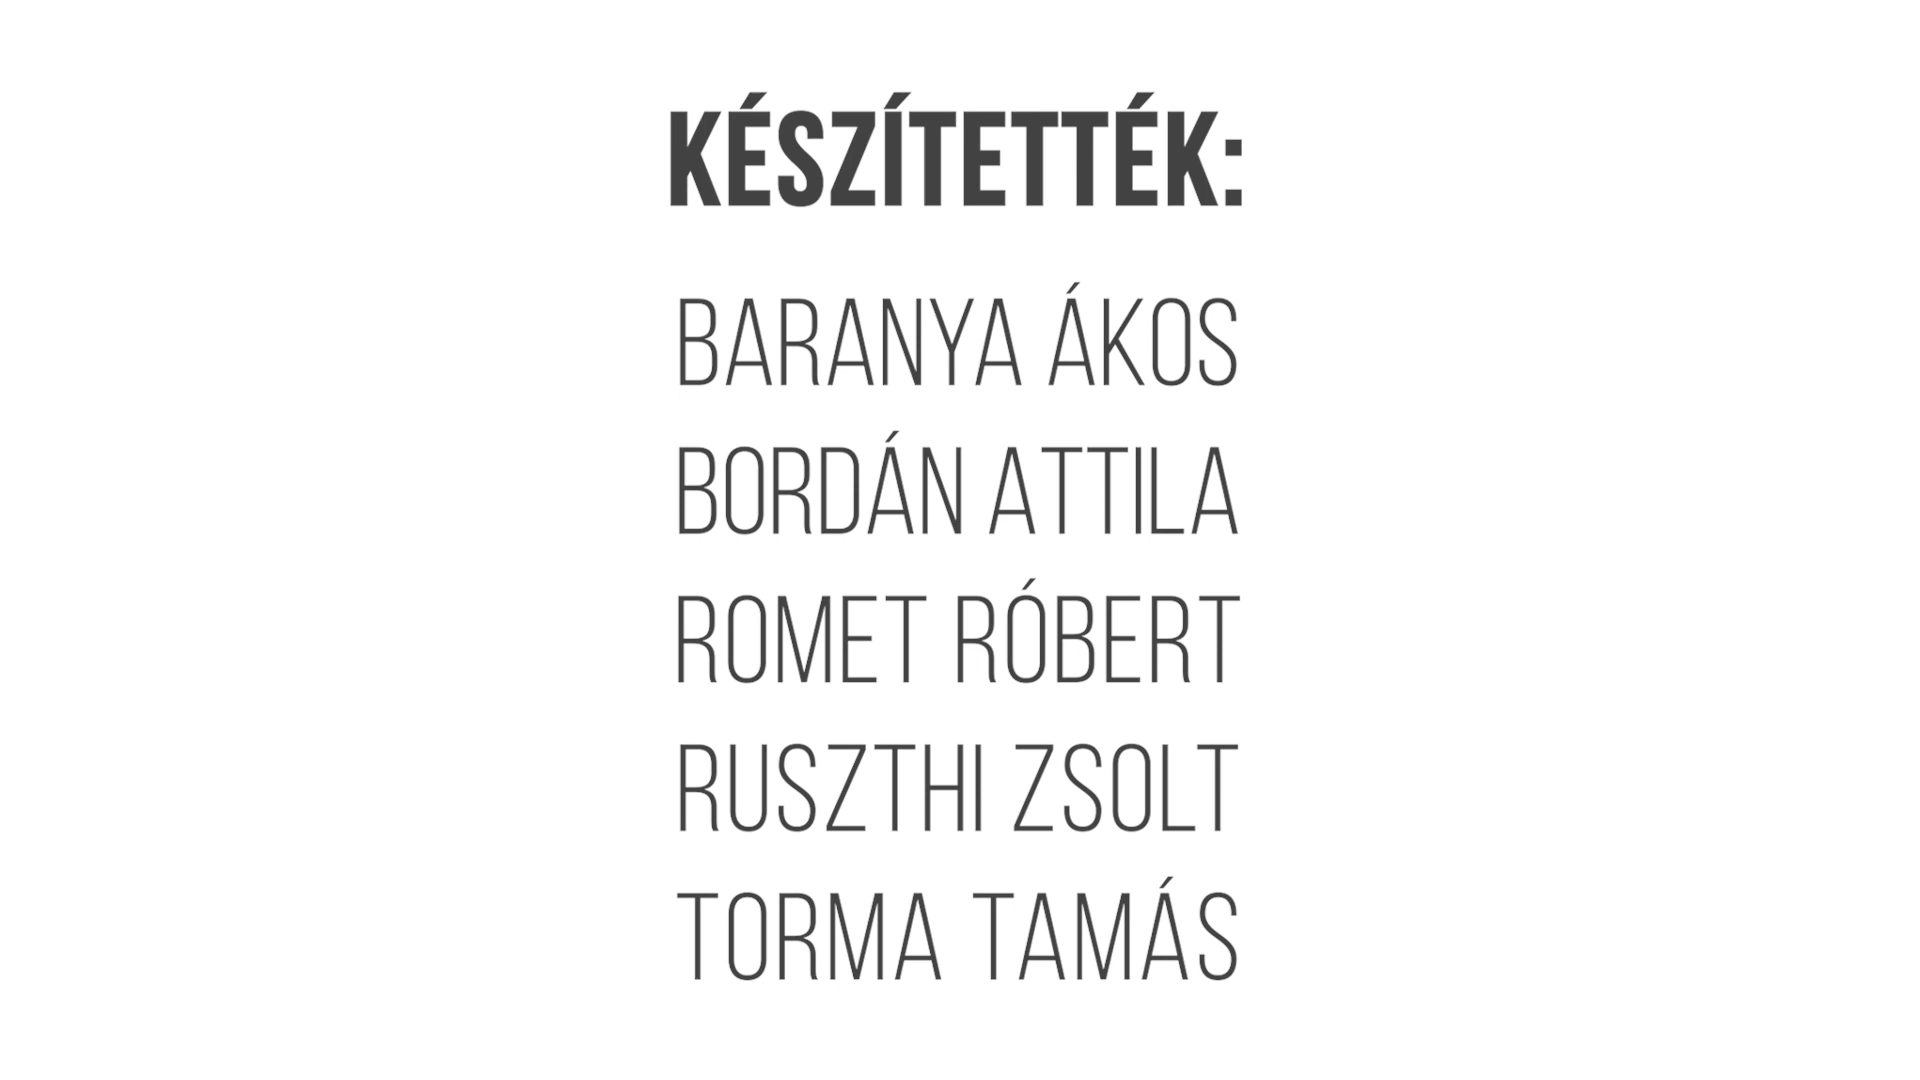 KÉSZÍTETTÉK:
BARANYA ÁKOS
BORDÁN ATTILA
ROMET RÓBERT
RUSZTHI ZSOLT
TORMA TAMÁS